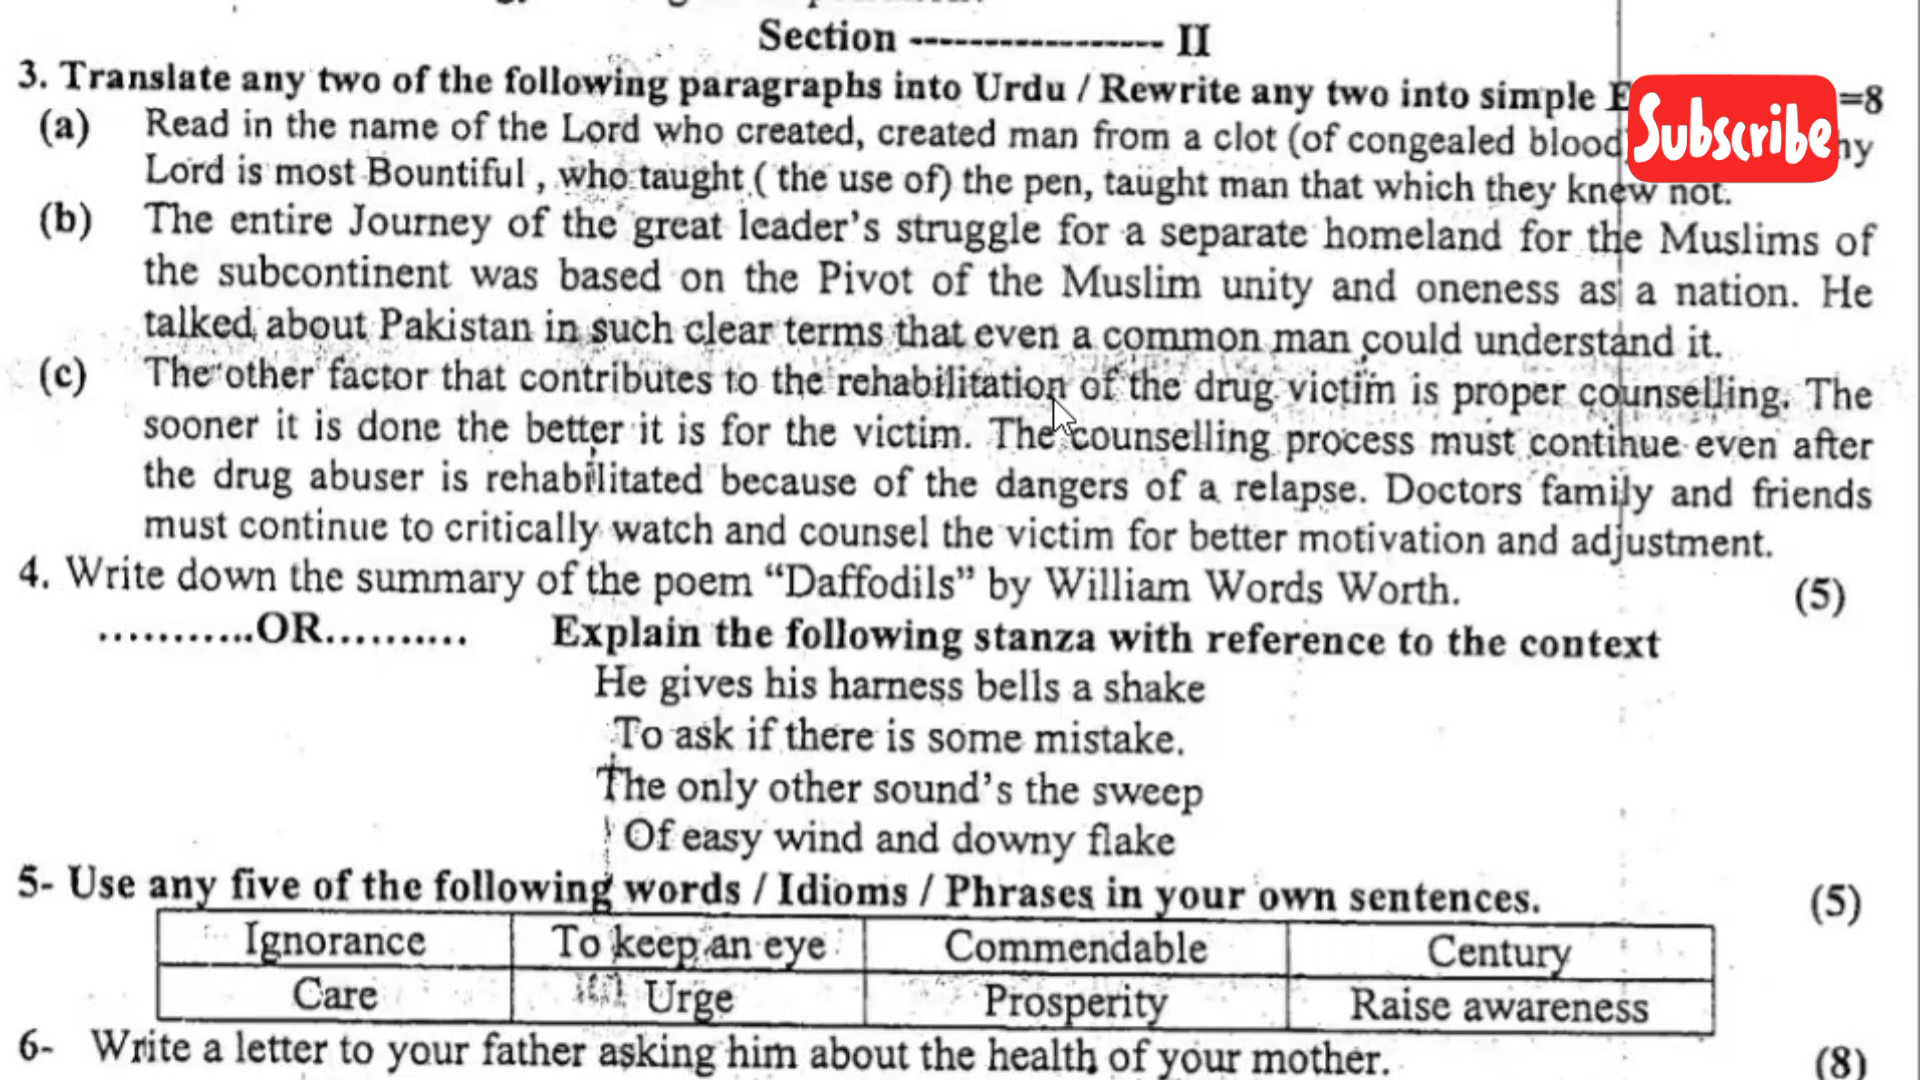 Section ----------------- II
3. Translate any two of the following paragraphs into Urdu / Rewrite any two into simple =8
(a) Read in the name of the Lord who created, created man from a clot (of congealed blood
Lord is most Bountiful , who taught ( the use of) the pen, taught man that which they knew not.
Subscribe
(b) The entire Journey of the great leader's struggle for a separate homeland for the Muslims of
the subcontinent was based on the Pivot of the Muslim unity and oneness as a nation. He
talked about Pakistan in such clear terms that even a common man could understand it.
(c) The other factor that contributes to the rehabilitation of the drug victim is proper counselling. The
sooner it is done the better it is for the victim. The counselling process must continue even after
the drug abuser is rehabilitated because of the dangers of a relapse. Doctors family and friends
must continue to critically watch and counsel the victim for better motivation and adjustment.
4. Write down the summary of the poem “Daffodils” by William Words Worth. (5)
...........OR.......... Explain the following stanza with reference to the context
He gives his harness bells a shake
To ask if there is some mistake.
The only other sound's the sweep
Of easy wind and downy flake
5- Use any five of the following words / Idioms / Phrases in your own sentences. (5)
Ignorance To keep an eye Commendable Century
Care Urge Prosperity Raise awareness
6- Write a letter to your father asking him about the health of your mother. (8)